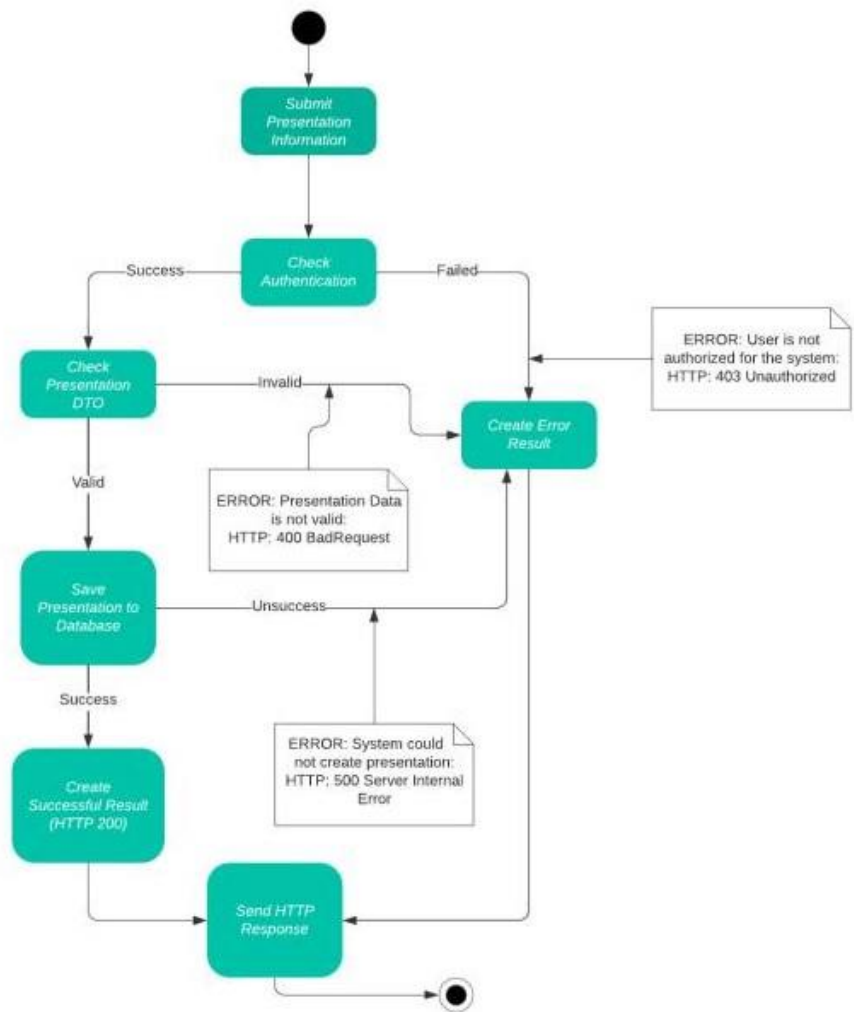 Submit
Presentation
Information
Check
Authentication
Success
Failed
ERROR: User is not
authorized for the system:
HTTP: 403 Unauthorized
Check
Presentation
DTO
Invalid
Create Error
Result
Valid
ERROR: Presentation Data
is not valid:
HTTP: 400 BadRequest
Save
Presentation to
Database
Unsuccess
Success
ERROR: System could
not create presentation:
HTTP: 500 Server Internal
Error
Create
Successful Result
(HTTP 200)
Send HTTP
Response